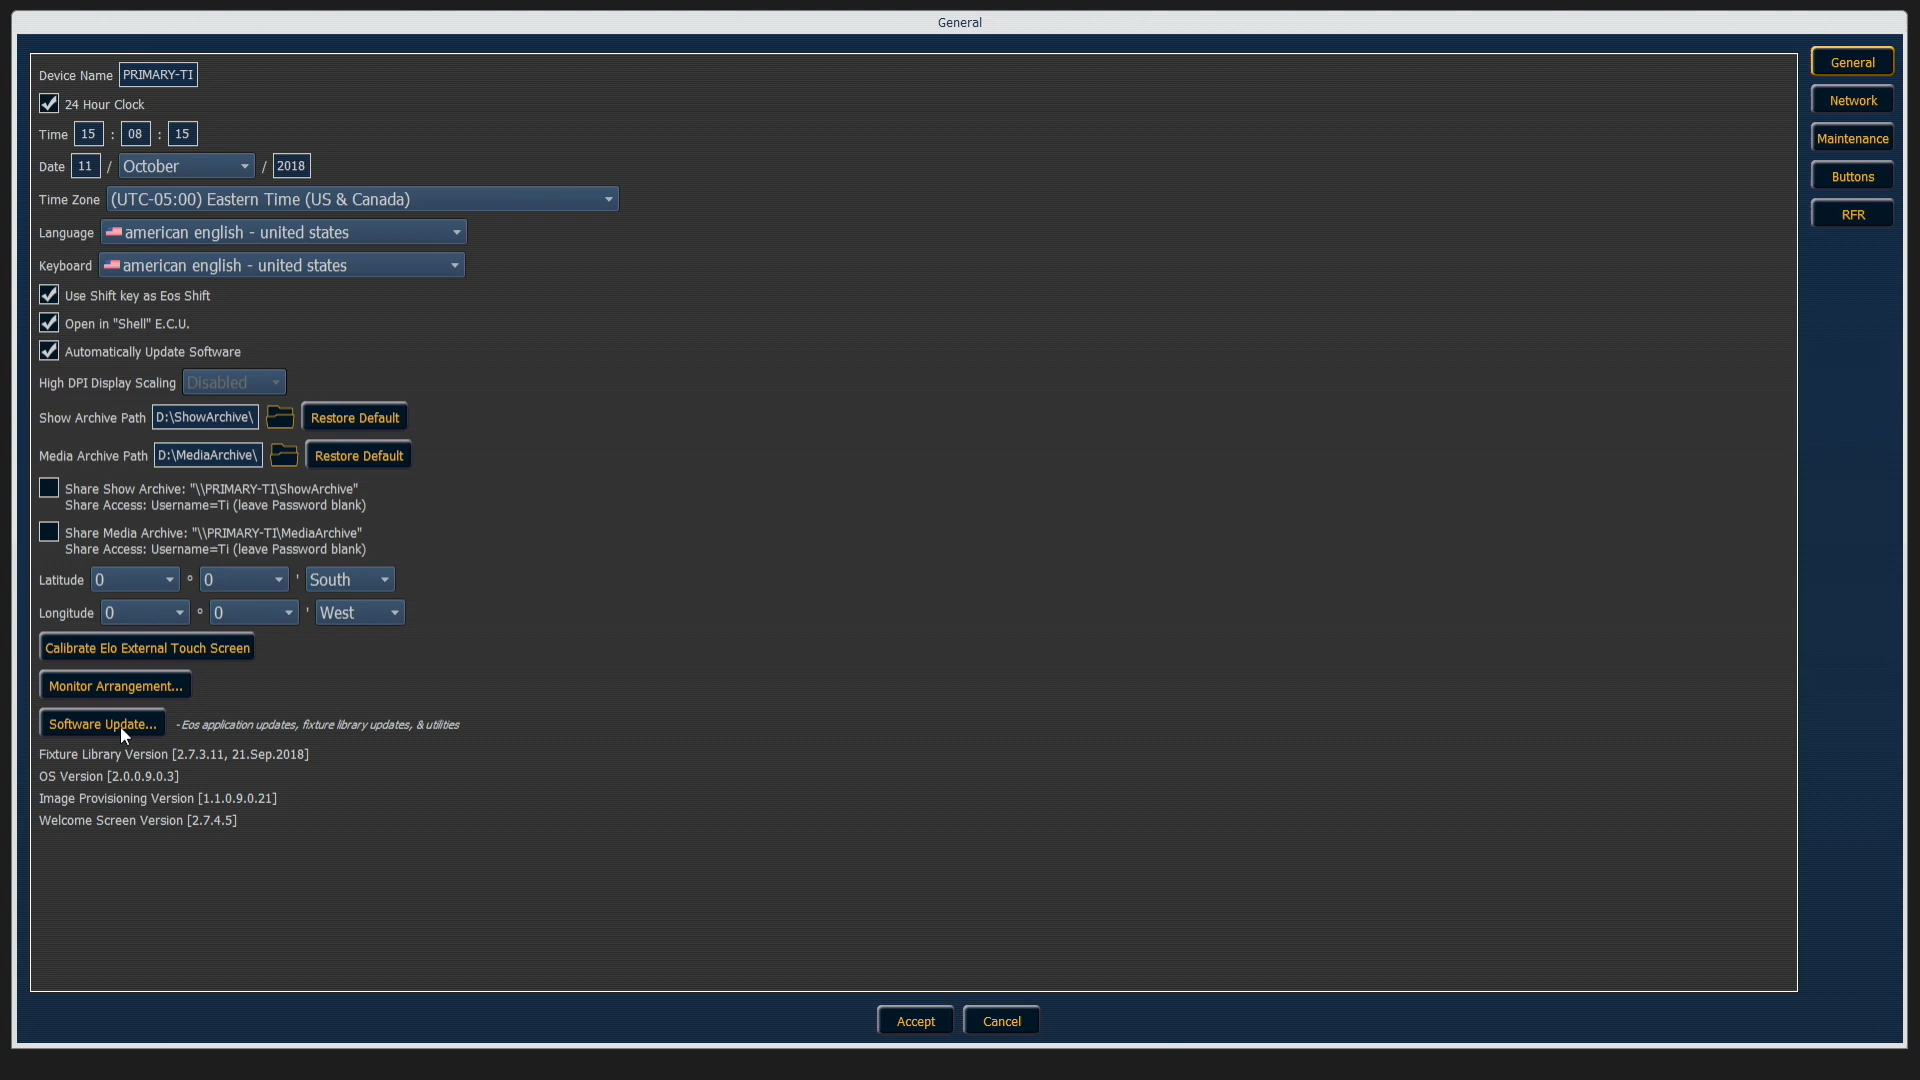 General
Device Name PRIMARY-TI
24 Hour Clock
Time 15 : 08 : 15
Date 11 / October / 2018
Time Zone (UTC-05:00) Eastern Time (US & Canada)
Language american english - united states
Keyboard american english - united states
Use Shift key as Eos Shift
Open in "Shell" E.C.U.
Automatically Update Software
High DPI Display Scaling Disabled
Show Archive Path D:\ShowArchive\ Restore Default
Media Archive Path D:\MediaArchive\ Restore Default
Share Show Archive: "\\PRIMARY-TI\ShowArchive"
Share Access: Username=Ti (leave Password blank)
Share Media Archive: "\\PRIMARY-TI\MediaArchive"
Share Access: Username=Ti (leave Password blank)
Latitude 0 ° 0 ' South
Longitude 0 ° 0 ' West
Calibrate Elo External Touch Screen
Monitor Arrangement...
Software Update... - Eos application updates, fixture library updates, & utilities
Fixture Library Version [2.7.3.11, 21.Sep.2018]
OS Version [2.0.0.9.0.3]
Image Provisioning Version [1.1.0.9.0.21]
Welcome Screen Version [2.7.4.5]
General
Network
Maintenance
Buttons
RFR
Accept Cancel